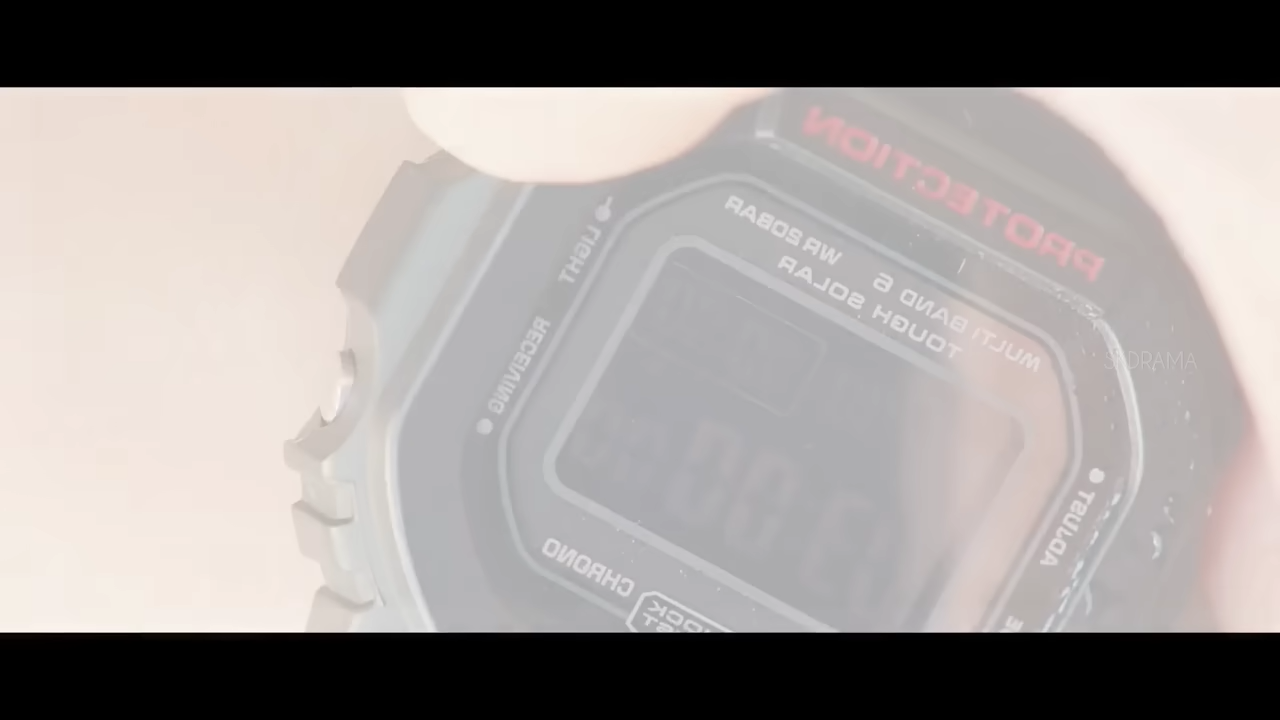 PROTECTION
WR20BAR
MULTI BAND 6
TOUGH SOLAR
LIGHT
RECEIVING
ADJUST
CHRONO